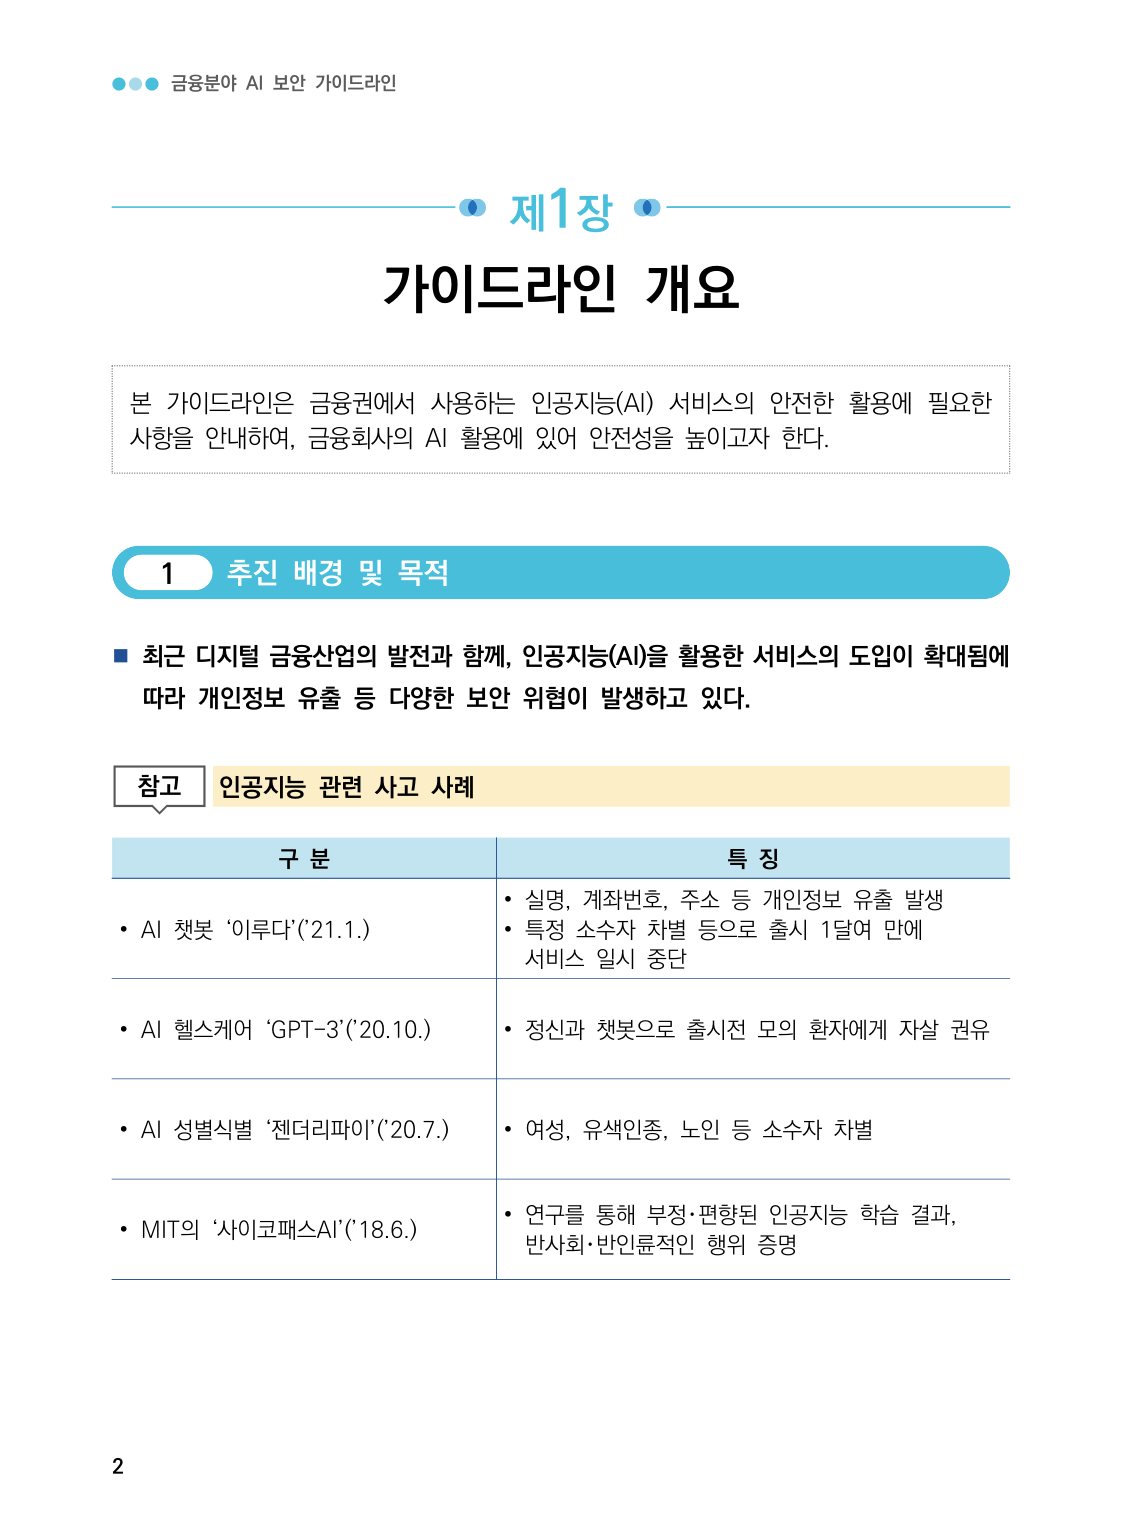 금융분야 AI 보안 가이드라인
제1장
가이드라인 개요
본 가이드라인은 금융권에서 사용하는 인공지능(AI) 서비스의 안전한 활용에 필요한
사항을 안내하여, 금융회사의 AI 활용에 있어 안전성을 높이고자 한다.
1 추진 배경 및 목적
■ 최근 디지털 금융산업의 발전과 함께, 인공지능(AI)을 활용한 서비스의 도입이 확대됨에
따라 개인정보 유출 등 다양한 보안 위협이 발생하고 있다.
참고 인공지능 관련 사고 사례
구 분 특 징
• AI 챗봇 ‘이루다’(’21.1.)
• 실명, 계좌번호, 주소 등 개인정보 유출 발생
• 특정 소수자 차별 등으로 출시 1달여 만에
서비스 일시 중단
• AI 헬스케어 ‘GPT-3’(’20.10.)
• 정신과 챗봇으로 출시전 모의 환자에게 자살 권유
• AI 성별식별 ‘젠더리파이’(’20.7.)
• 여성, 유색인종, 노인 등 소수자 차별
• MIT의 ‘사이코패스AI’(’18.6.)
• 연구를 통해 부정·편향된 인공지능 학습 결과,
반사회·반인륜적인 행위 증명
2